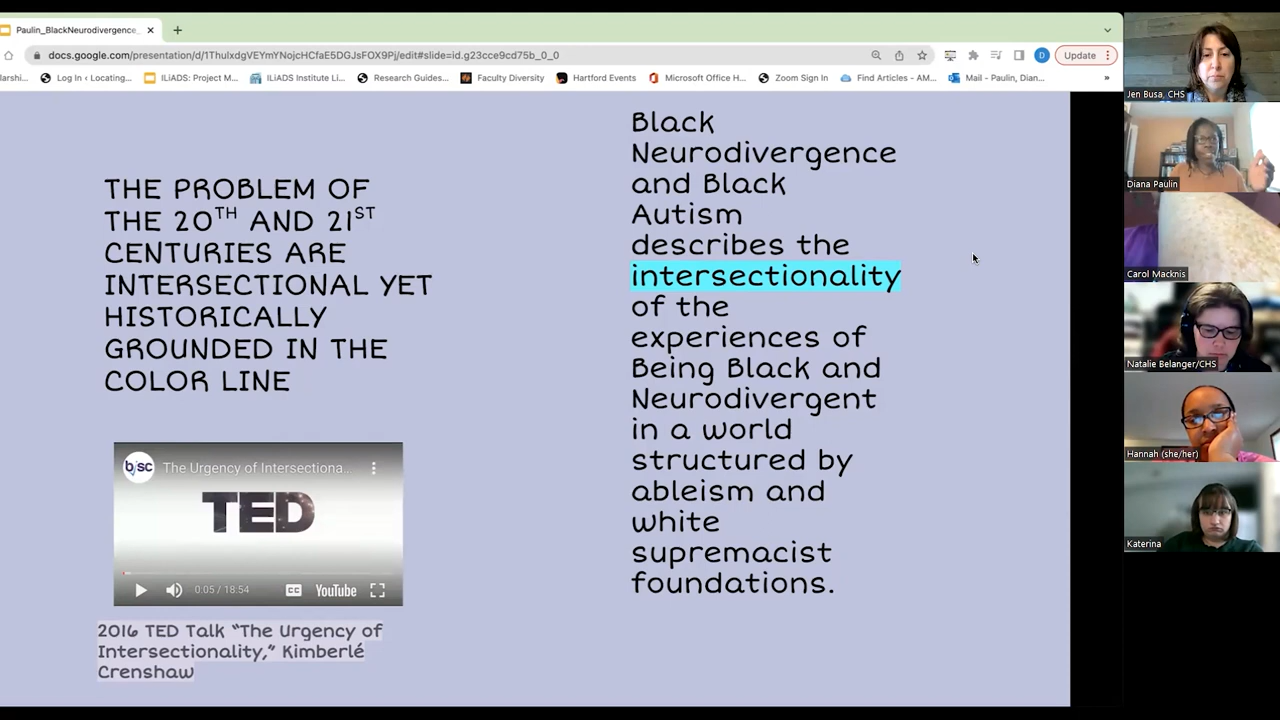 Paulin_BlackNeurodivergence_
docs.google.com/presentation/d/1ThulxdgVEYmYNojcHCfaE5DGJsFOX9Pj/edit#slide=id.g23cce9cd75b_0_0
D
Update
larshi...
Log In ‹ Locating...
ILiADS: Project M...
ILIADS Institute Li...
Research Guides...
Faculty Diversity
Hartford Events
Microsoft Office H...
Zoom Sign In
Find Articles - AM...
Mail - Paulin, Dian...
»
THE PROBLEM OF
THE 20TH AND 21ST
CENTURIES ARE
INTERSECTIONAL YET
HISTORICALLY
GROUNDED IN THE
COLOR LINE
bjsc
The Urgency of Intersectiona...
TED
0:05 / 18:54
CC
YouTube
2016 TED Talk “The Urgency of
Intersectionality,” Kimberlé
Crenshaw
Black
Neurodivergence
and Black
Autism
describes the
intersectionality
of the
experiences of
Being Black and
Neurodivergent
in a world
structured by
ableism and
white
supremacist
foundations.
Jen Busa, CHS
Diana Paulin
Carol Macknis
Natalie Belanger/CHS
Hannah (she/her)
Katerina